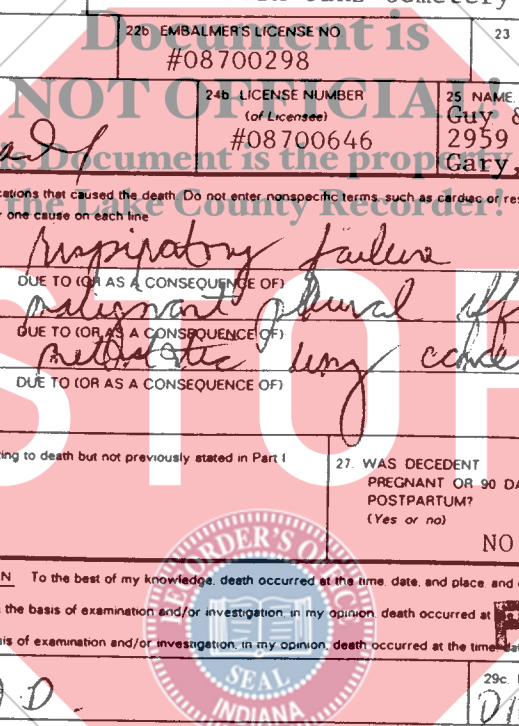 Document is
22b EMBALMER'S LICENSE NO
23
#08700298
NOT OFFICIAL!
24b LICENSE NUMBER
25 NAME,
(of Licensee)
Guy &
#08700646
2959
Document is the property
Gary,
cations that caused the death Do not enter nonspecific terms, such as cardiac or res
the Lake County Recorder!
one cause on each line
respiratory failure
DUE TO (OR AS A CONSEQUENCE OF)
malignant pleural eff
DUE TO (OR AS A CONSEQUENCE OF)
metastatic lung cance
DUE TO (OR AS A CONSEQUENCE OF)
STOP
ting to death but not previously stated in Part I
27. WAS DECEDENT
PREGNANT OR 90 DA
POSTPARTUM?
(Yes or no)
NO
RECORDER'S OFFICE
N To the best of my knowledge, death occurred at the time, date, and place, and
the basis of examination and/or investigation, in my opinion, death occurred at
is of examination and/or investigation, in my opinion, death occurred at the time
SEAL
29c.
INDIANA